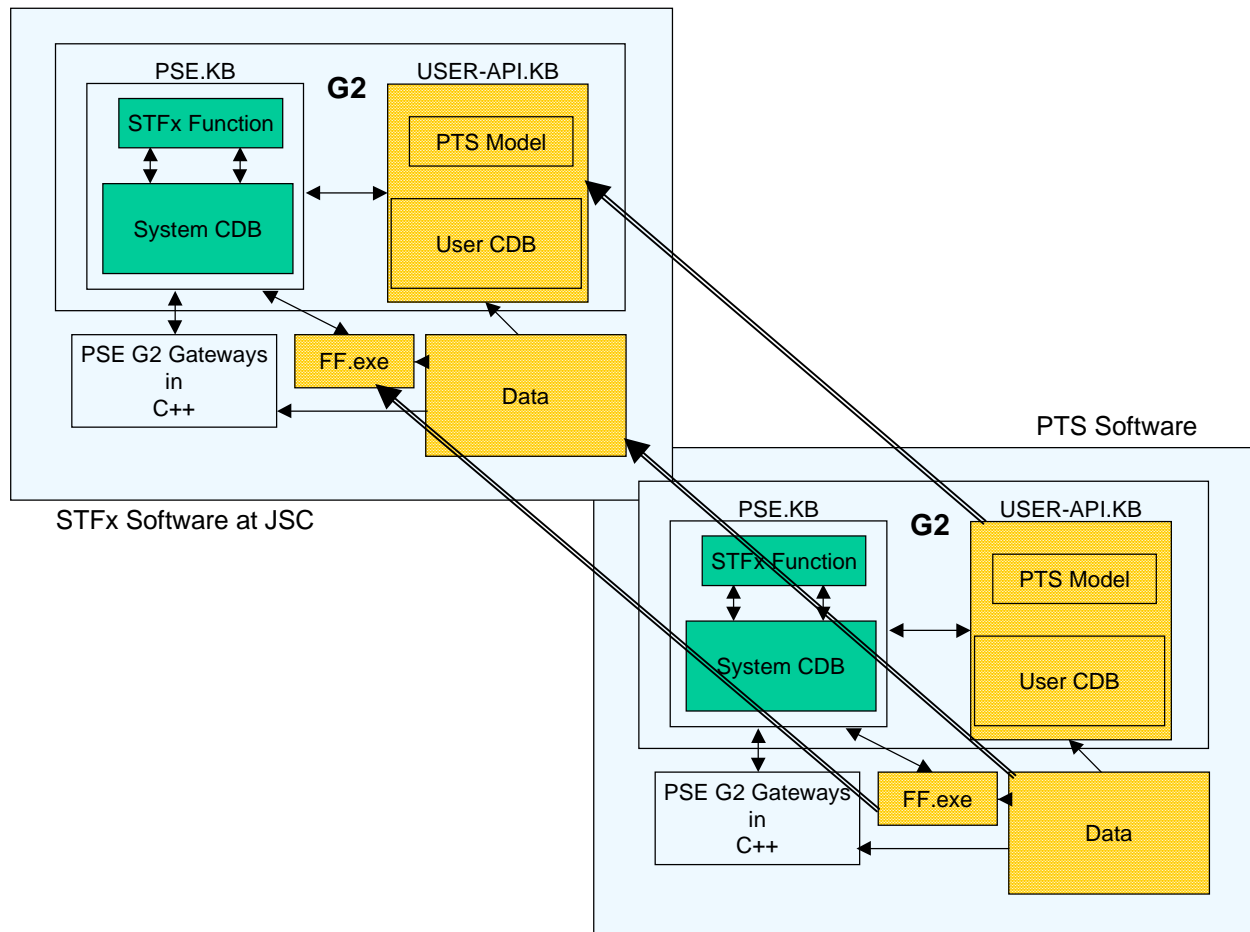 PSE.KB
G2
USER-API.KB
STFx Function
PTS Model
System CDB
User CDB
PSE G2 Gateways
in
C++
FF.exe
Data
STFx Software at JSC
PTS Software
PSE.KB
G2
USER-API.KB
STFx Function
PTS Model
System CDB
User CDB
PSE G2 Gateways
in
C++
FF.exe
Data